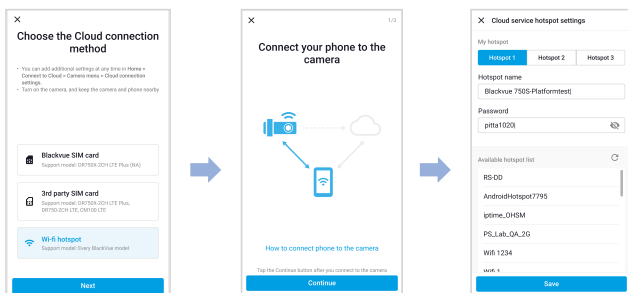 Choose the Cloud connection
method
• You can add additional settings at any time in Home >
Connect to Cloud > Camera menu > Cloud connection
settings.
• Turn on the camera, and keep the camera and phone nearby
Blackvue SIM card
Support model: DR750X-2CH LTE Plus (NA)
3rd party SIM card
Support model: DR750X-2CH LTE Plus,
DR750-2CH LTE, CM100 LTE
Wi-fi hotspot
Support model: Every BlackVue model
Next
1/3
Connect your phone to the
camera
How to connect phone to the camera
Tap the Continue button after you connect to the camera
Continue
Cloud service hotspot settings
My hotspot
Hotspot 1 Hotspot 2 Hotspot 3
Hotspot name
Blackvue 750S-Platformtest
Password
pitta1020
Available hotspot list
RS-DD
AndroidHotspot7795
iptime_OHSM
PS_Lab_QA_2G
Wifi 1234
Wifi 1
Save